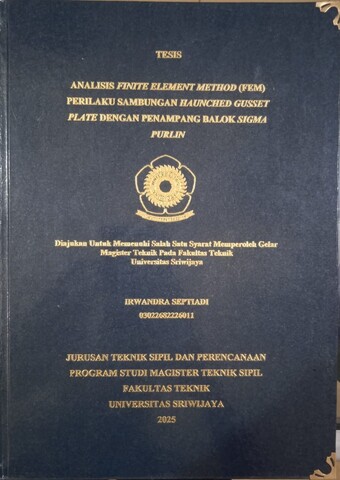 TESIS
ANALISIS FINITE ELEMENT METHOD (FEM)
PERILAKU SAMBUNGAN HAUNCHED GUSSET
PLATE DENGAN PENAMPANG BALOK SIGMA
PURLIN
Diajukan Untuk Memenuhi Salah Satu Syarat Memperoleh Gelar
Magister Teknik Pada Fakultas Teknik
Universitas Sriwijaya
IRWANDRA SEPTIADI
03022682226011
JURUSAN TEKNIK SIPIL DAN PERENCANAAN
PROGRAM STUDI MAGISTER TEKNIK SIPIL
FAKULTAS TEKNIK
UNIVERSITAS SRIWIJAYA
2025